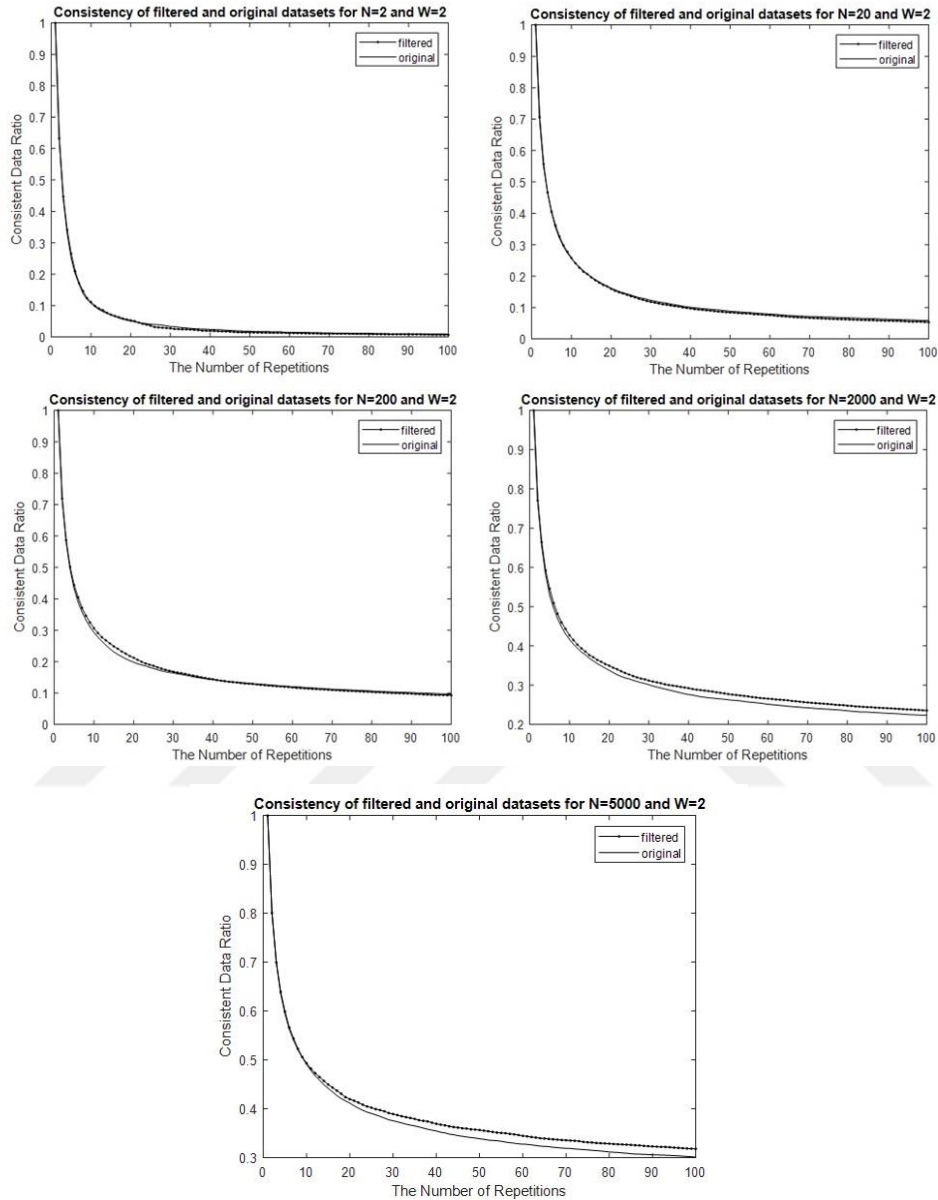 Consistency of filtered and original datasets for N=2 and W=2
filtered
original
1
0.9
0.8
0.7
0.6
0.5
0.4
0.3
0.2
0.1
0
Consistent Data Ratio
0 10 20 30 40 50 60 70 80 90 100
The Number of Repetitions
Consistency of filtered and original datasets for N=20 and W=2
filtered
original
1
0.9
0.8
0.7
0.6
0.5
0.4
0.3
0.2
0.1
0
Consistent Data Ratio
0 10 20 30 40 50 60 70 80 90 100
The Number of Repetitions
Consistency of filtered and original datasets for N=200 and W=2
filtered
original
1
0.9
0.8
0.7
0.6
0.5
0.4
0.3
0.2
0.1
0
Consistent Data Ratio
0 10 20 30 40 50 60 70 80 90 100
The Number of Repetitions
Consistency of filtered and original datasets for N=2000 and W=2
filtered
original
1
0.9
0.8
0.7
0.6
0.5
0.4
0.3
0.2
Consistent Data Ratio
0 10 20 30 40 50 60 70 80 90 100
The Number of Repetitions
Consistency of filtered and original datasets for N=5000 and W=2
filtered
original
1
0.9
0.8
0.7
0.6
0.5
0.4
0.3
Consistent Data Ratio
0 10 20 30 40 50 60 70 80 90 100
The Number of Repetitions